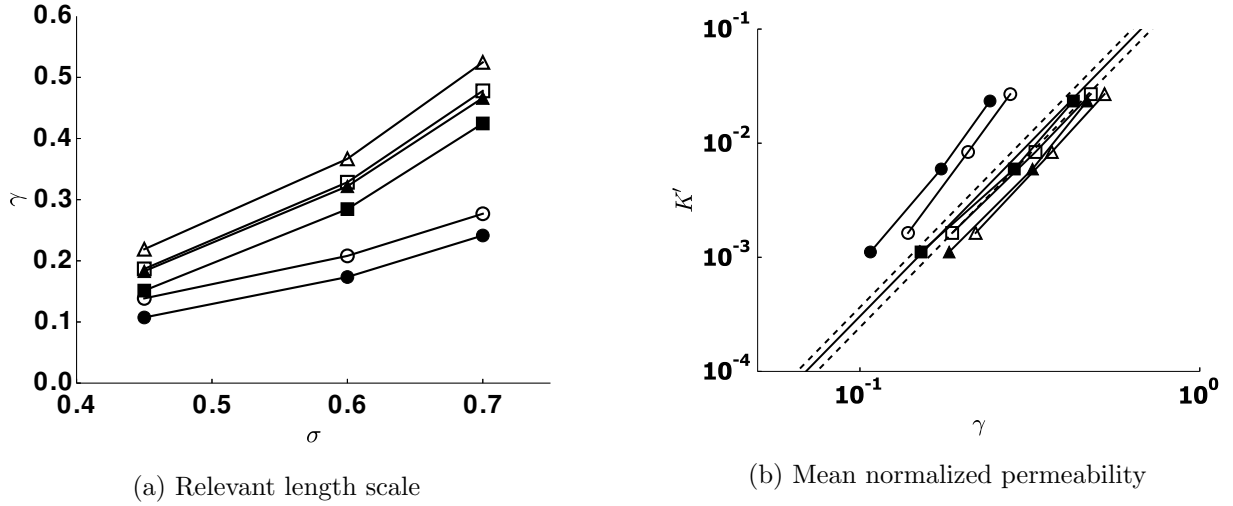 0.6
0.5
0.4
0.3
0.2
0.1
0.0
γ
0.4 0.5 0.6 0.7
σ
(a) Relevant length scale
10⁻¹
10⁻²
10⁻³
10⁻⁴
K′
10⁻¹ 10⁰
γ
(b) Mean normalized permeability